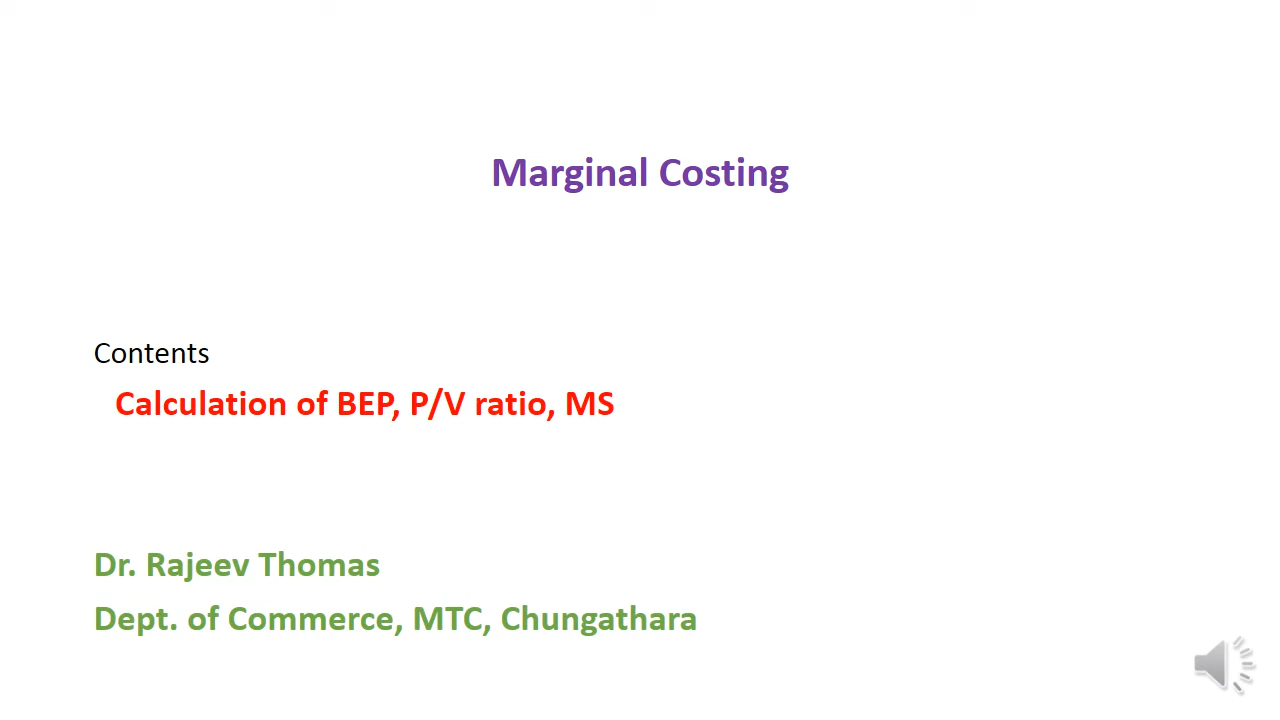 Marginal Costing
Contents
Calculation of BEP, P/V ratio, MS
Dr. Rajeev Thomas
Dept. of Commerce, MTC, Chungathara